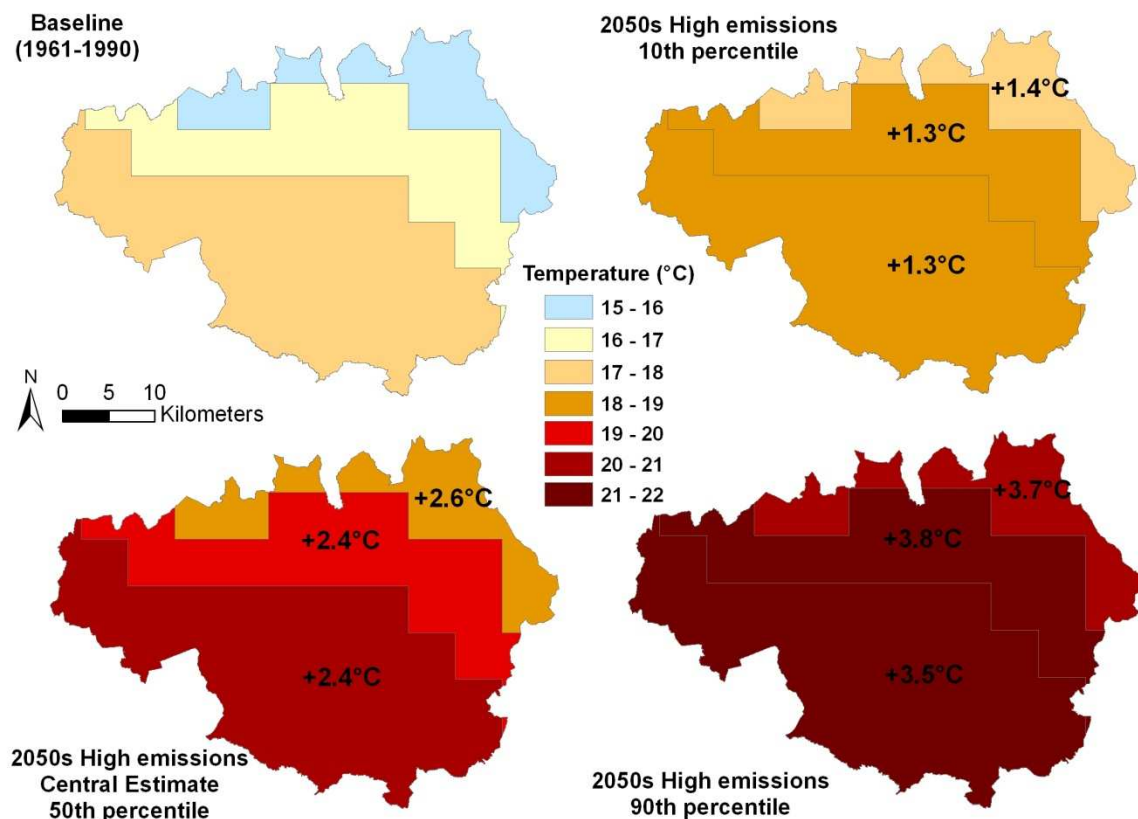 Baseline
(1961-1990)
2050s High emissions
10th percentile
+1.4°C
+1.3°C
+1.3°C
Temperature (°C)
15 - 16
16 - 17
17 - 18
18 - 19
19 - 20
20 - 21
21 - 22
N
0 5 10
Kilometers
+2.6°C
+2.4°C
+2.4°C
2050s High emissions
Central Estimate
50th percentile
+3.7°C
+3.8°C
+3.5°C
2050s High emissions
90th percentile